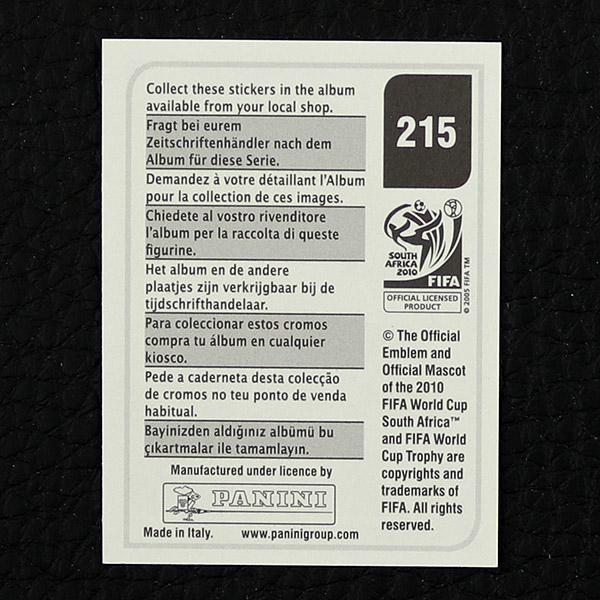 Collect these stickers in the album
available from your local shop.
Fragt bei eurem
Zeitschriftenhändler nach dem
Album für diese Serie.
Demandez à votre détaillant l'Album
pour la collection de ces images.
Chiedete al vostro rivenditore
l'album per la raccolta di queste
figurine.
Het album en de andere
plaatjes zijn verkrijgbaar bij de
tijdschrifthandelaar.
Para coleccionar estos cromos
compra tu álbum en cualquier
kiosco.
Pede a caderneta desta colecção
de cromos no teu ponto de venda
habitual.
Bayinizden aldığınız albümü bu
çıkartmalar ile tamamlayın.
Manufactured under licence by
PANINI
Made in Italy. www.paninigroup.com
215
SOUTH
AFRICA
2010
FIFA
OFFICIAL LICENSED
PRODUCT
© 2005 FIFA TM
© The Official
Emblem and
Official Mascot
of the 2010
FIFA World Cup
South Africa™
and FIFA World
Cup Trophy are
copyrights and
trademarks of
FIFA. All rights
reserved.